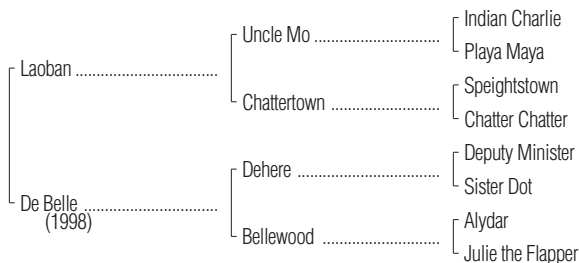 Indian Charlie
Uncle Mo ..................................
Playa Maya
Laoban ......................................
Speightstown
Chattertown .............................
Chatter Chatter
Deputy Minister
Dehere ......................................
Sister Dot
De Belle ....................................
(1998)
Alydar
Bellewood ................................
Julie the Flapper